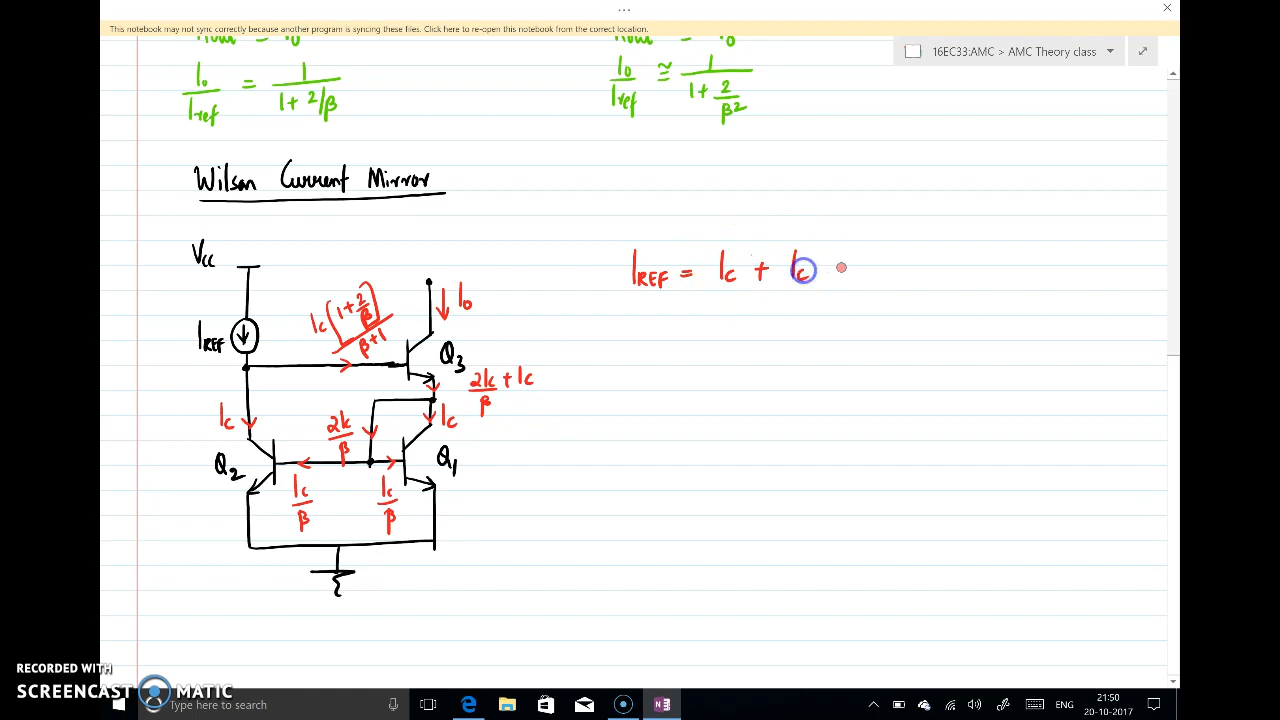 This notebook may not sync correctly because another program is syncing these files. Click here to re-open this notebook from the correct location.
16EC33:AMC > AMC Theory class
Io/Iref = 1/(1+2/β)
Io/Iref ≅ 1/(1+2/β²)
Wilson Current Mirror
Vcc
IREF = Ic + Ic
Ic(1+2/β)/(β+1)
Io
IREF
Q3
2Ic/β + Ic
Ic
2Ic/β
Ic
Q2
Q1
Ic/β
Ic/β
RECORDED WITH
SCREENCAST MATIC
Type here to search
ENG
21:50
20-10-2017